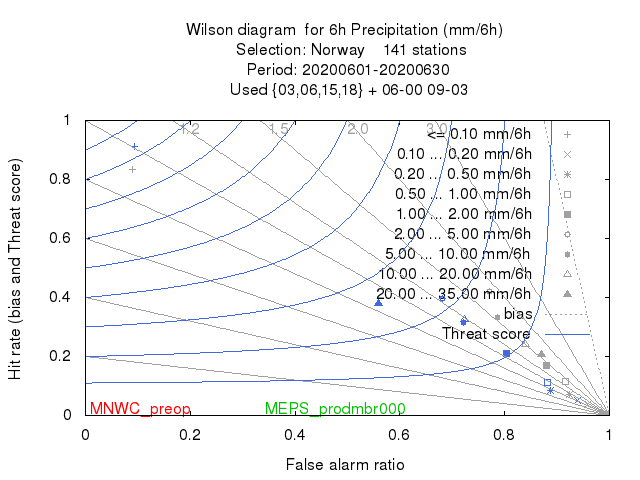 Wilson diagram  for 6h Precipitation (mm/6h)
Selection: Norway    141 stations
Period: 20200601-20200630
Used {03,06,15,18} + 06-00 09-03
1.2 1.5 2.0 3.0
<= 0.10 mm/6h
0.10 ... 0.20 mm/6h
0.20 ... 0.50 mm/6h
0.50 ... 1.00 mm/6h
1.00 ... 2.00 mm/6h
2.00 ... 5.00 mm/6h
5.00 ... 10.00 mm/6h
10.00 ... 20.00 mm/6h
20.00 ... 35.00 mm/6h
bias
Threat score
Hit rate (bias and Threat score)
1
0.8
0.6
0.4
0.2
0
MNWC_preop MEPS_prodmbr000
0 0.2 0.4 0.6 0.8 1
False alarm ratio